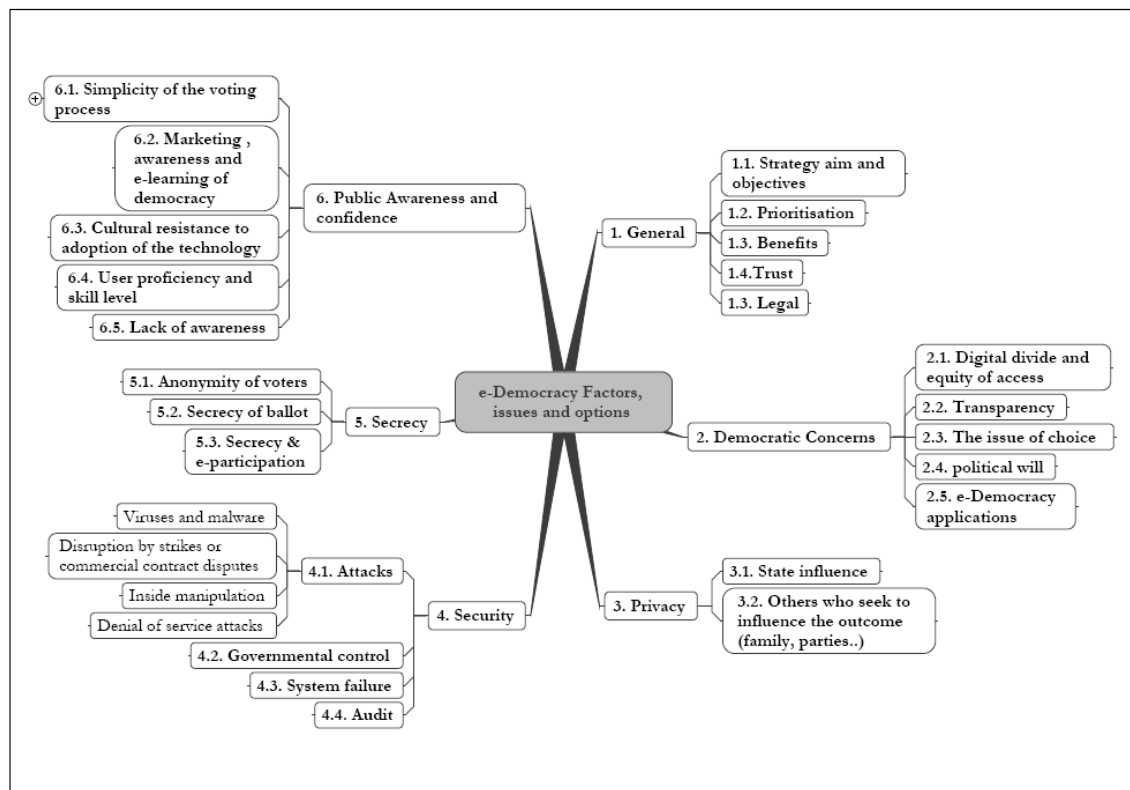 e-Democracy Factors,
issues and options
1. General
1.1. Strategy aim and
objectives
1.2. Prioritisation
1.3. Benefits
1.4.Trust
1.3. Legal
2. Democratic Concerns
2.1. Digital divide and
equity of access
2.2. Transparency
2.3. The issue of choice
2.4. political will
2.5. e-Democracy
applications
3. Privacy
3.1. State influence
3.2. Others who seek to
influence the outcome
(family, parties..)
4. Security
4.1. Attacks
Viruses and malware
Disruption by strikes or
commercial contract disputes
Inside manipulation
Denial of service attacks
4.2. Governmental control
4.3. System failure
4.4. Audit
5. Secrecy
5.1. Anonymity of voters
5.2. Secrecy of ballot
5.3. Secrecy &
e-participation
6. Public Awareness and
confidence
6.1. Simplicity of the voting
process
6.2. Marketing ,
awareness and
e-learning of
democracy
6.3. Cultural resistance to
adoption of the technology
6.4. User proficiency and
skill level
6.5. Lack of awareness